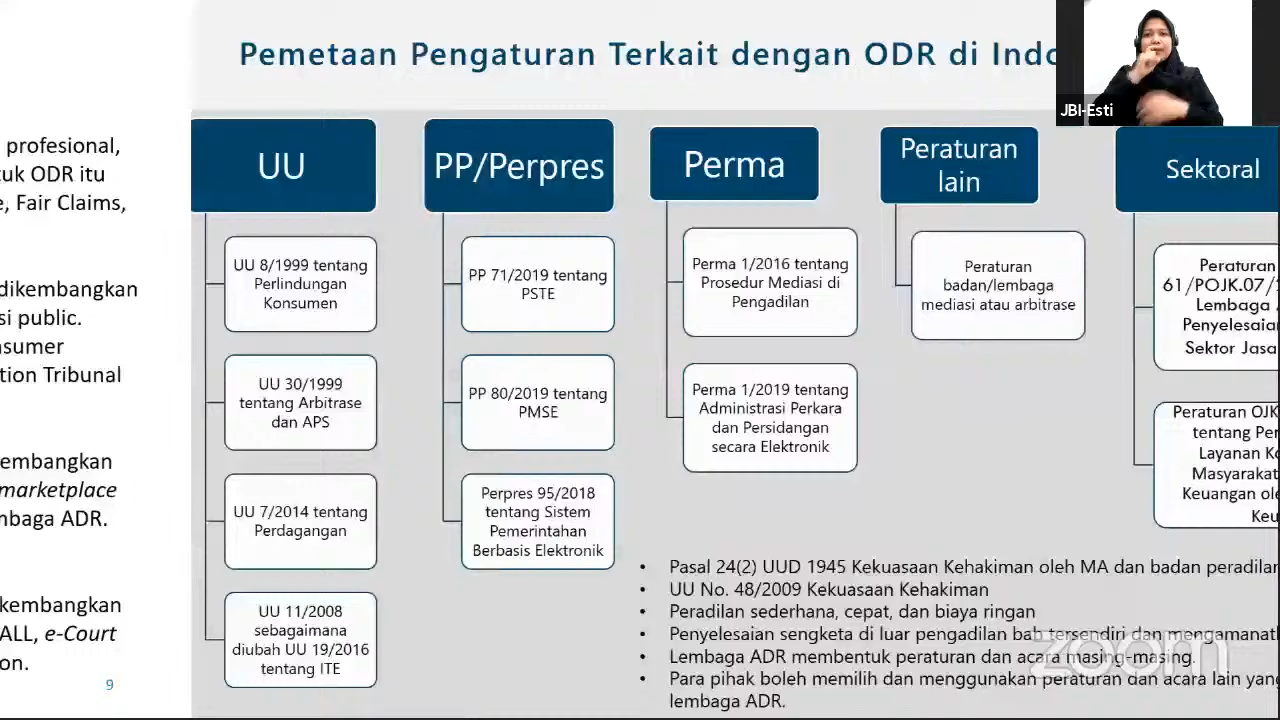 profesional,
tuk ODR itu
, Fair Claims,
dikembangkan
si public.
nsumer
tion Tribunal
embangkan
marketplace
mbaga ADR.
kembangkan
ALL, e-Court
on.
9
Pemetaan Pengaturan Terkait dengan ODR di Indo
JBI-Esti
UU
UU 8/1999 tentang
Perlindungan
Konsumen
UU 30/1999
tentang Arbitrase
dan APS
UU 7/2014 tentang
Perdagangan
UU 11/2008
sebagaimana
diubah UU 19/2016
tentang ITE
PP/Perpres
PP 71/2019 tentang
PSTE
PP 80/2019 tentang
PMSE
Perpres 95/2018
tentang Sistem
Pemerintahan
Berbasis Elektronik
Perma
Perma 1/2016 tentang
Prosedur Mediasi di
Pengadilan
Perma 1/2019 tentang
Administrasi Perkara
dan Persidangan
secara Elektronik
Peraturan
lain
Peraturan
badan/lembaga
mediasi atau arbitrase
Sektoral
Peraturan
61/POJK.07/
Lembaga
Penyelesaia
Sektor Jasa
Peraturan OJK
tentang Per
Layanan Ko
Masyarakat
Keuangan ole
Keu
• Pasal 24(2) UUD 1945 Kekuasaan Kehakiman oleh MA dan badan peradilan
• UU No. 48/2009 Kekuasaan Kehakiman
• Peradilan sederhana, cepat, dan biaya ringan
• Penyelesaian sengketa di luar pengadilan bab tersendiri dan mengamanat
• Lembaga ADR membentuk peraturan dan acara masing-masing.
• Para pihak boleh memilih dan menggunakan peraturan dan acara lain yang
lembaga ADR.
zoom